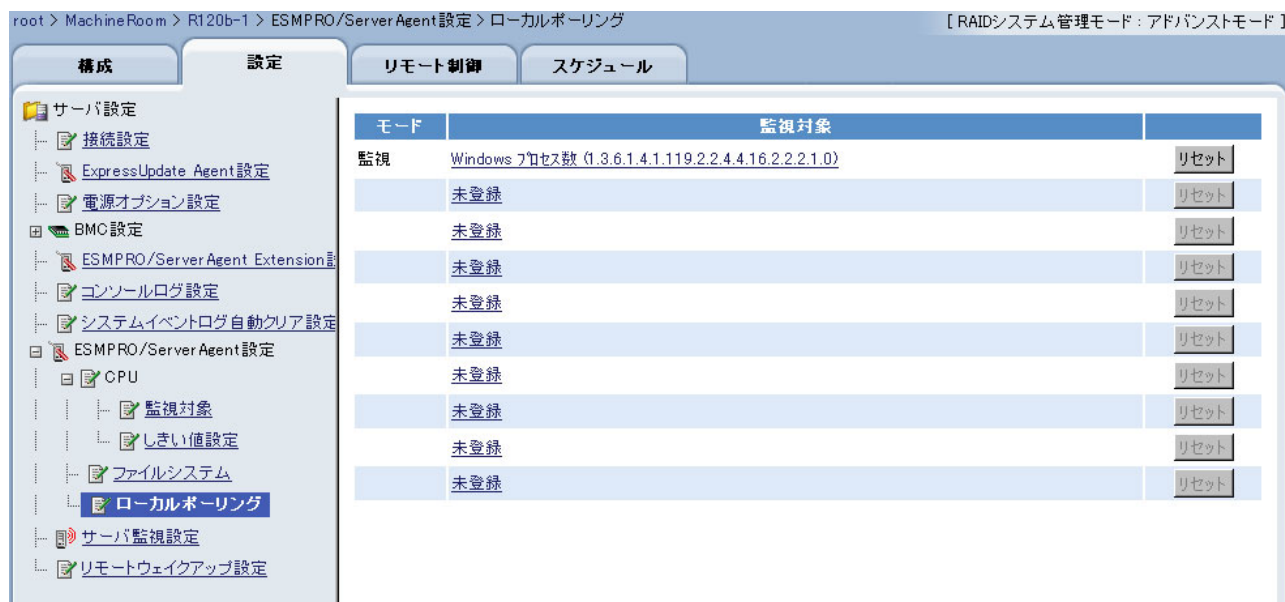 root > MachineRoom > R120b-1 > ESMPRO/ServerAgent設定 > ローカルポーリング
[ RAIDシステム管理モード : アドバンストモード ]
構成 設定 リモート制御 スケジュール
サーバ設定
接続設定
ExpressUpdate Agent設定
電源オプション設定
BMC設定
ESMPRO/ServerAgent Extension設
コンソールログ設定
システムイベントログ自動クリア設定
ESMPRO/ServerAgent設定
CPU
監視対象
しきい値設定
ファイルシステム
ローカルポーリング
サーバ監視設定
リモートウェイクアップ設定
モード 監視対象
監視 Windows プロセス数 (1.3.6.1.4.1.119.2.2.4.4.16.2.2.2.1.0) リセット
未登録 リセット
未登録 リセット
未登録 リセット
未登録 リセット
未登録 リセット
未登録 リセット
未登録 リセット
未登録 リセット
未登録 リセット